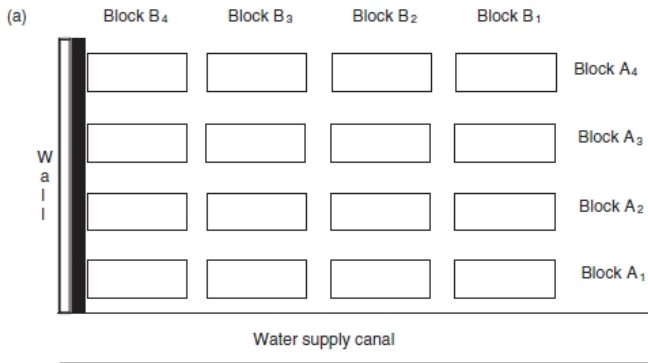 (a)
Block B₄ Block B₃ Block B₂ Block B₁
Block A₄
Block A₃
Wall
Block A₂
Block A₁
Water supply canal